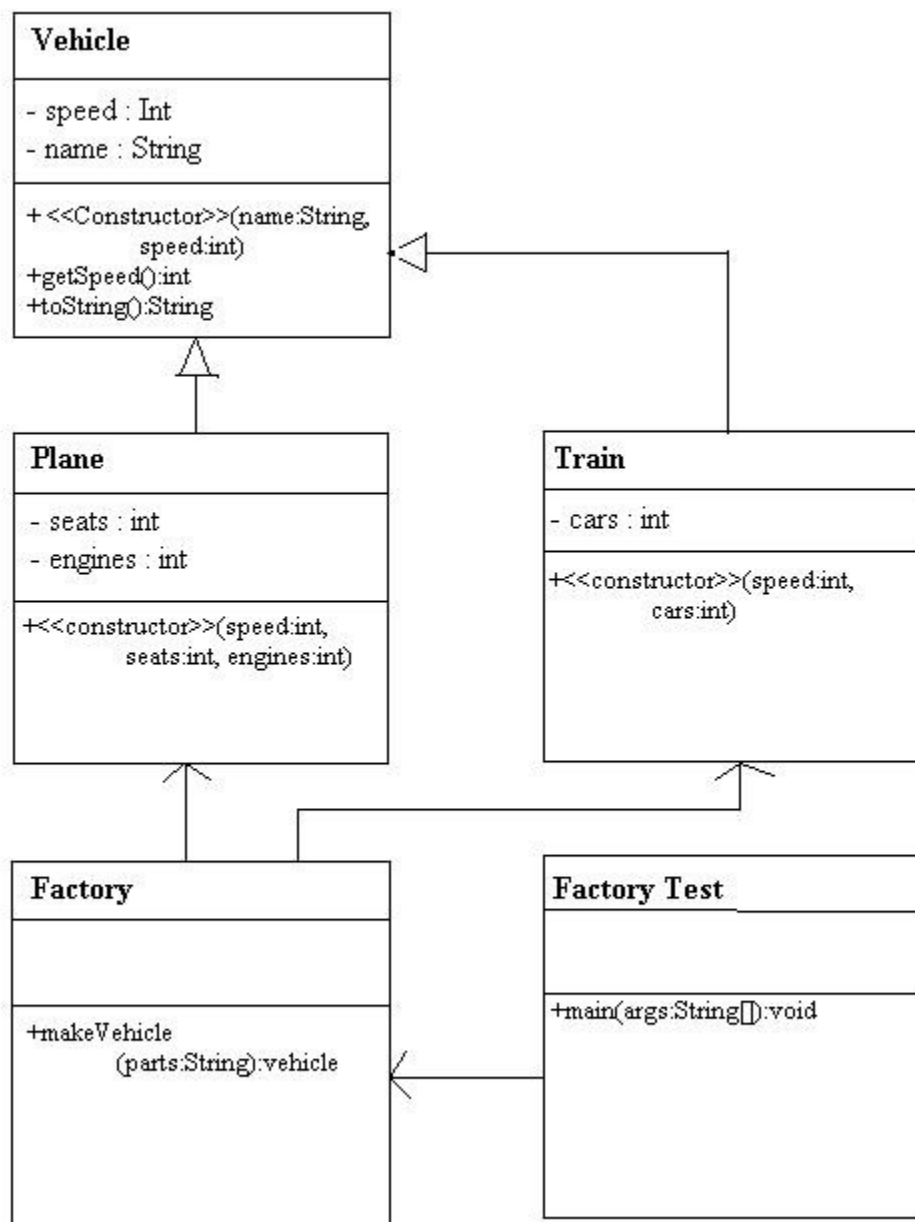 Vehicle
- speed : Int
- name : String
+ <<Constructor>>(name:String,
speed:int)
+getSpeed():int
+toString():String
Plane
- seats : int
- engines : int
+<<constructor>>(speed:int,
seats:int, engines:int)
Train
- cars : int
+<<constructor>>(speed:int,
cars:int)
Factory
+makeVehicle
(parts:String):vehicle
Factory Test
+main(args:String[]):void